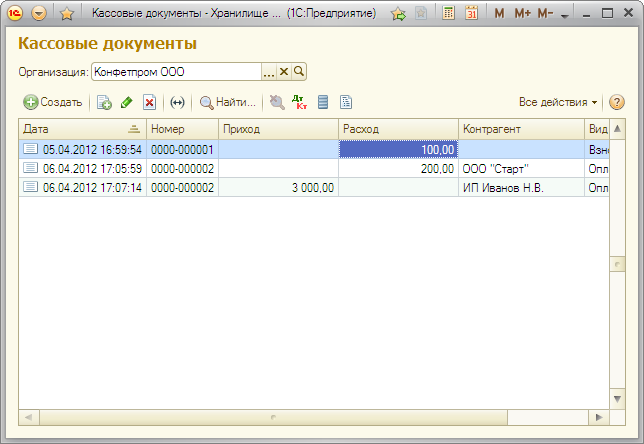 Кассовые документы - Хранилище ... (1С:Предприятие) M M+ M-
Кассовые документы
Организация: Конфетпром ООО ...
Создать Найти... Дт Кт Все действия
Дата Номер Приход Расход Контрагент Вид
05.04.2012 16:59:54 0000-000001 100,00 Взно
06.04.2012 17:05:59 0000-000002 200,00 ООО "Старт" Опл
06.04.2012 17:07:14 0000-000002 3 000,00 ИП Иванов Н.В. Опл